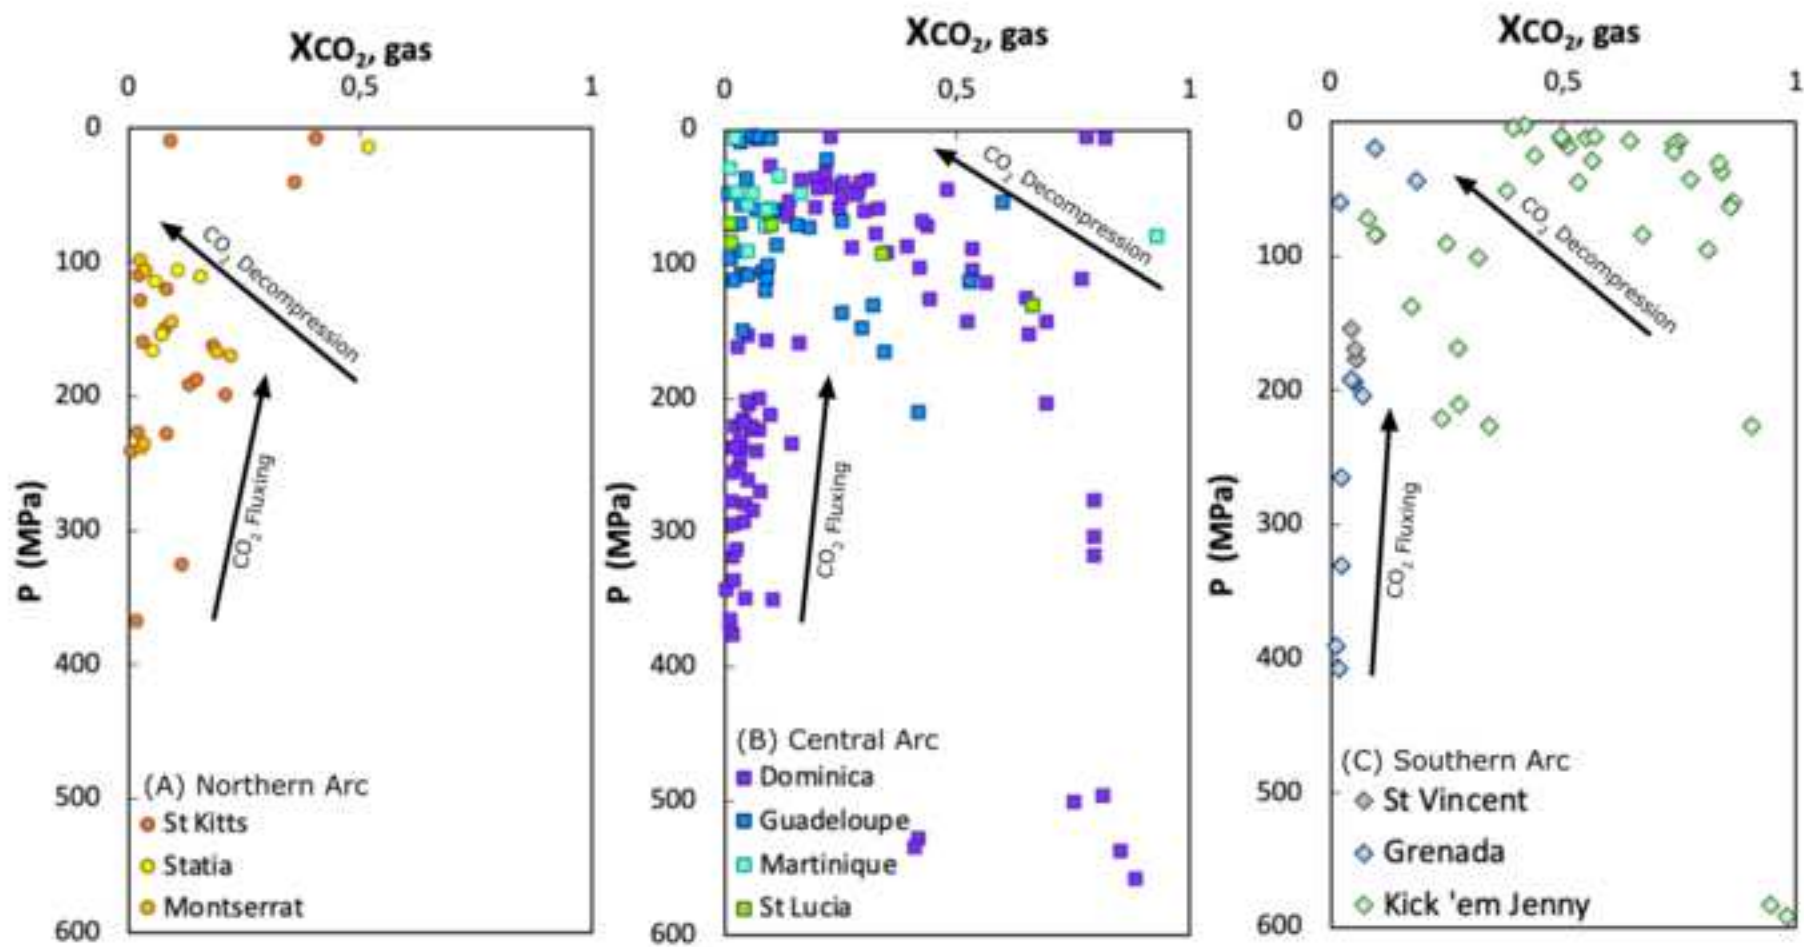 XCO₂, gas
0 0,5 1
0
100
200
300
400
500
600
P (MPa)
CO₂ Decompression
CO₂ Fluxing
(A) Northern Arc
St Kitts
Statia
Montserrat
XCO₂, gas
0 0,5 1
0
100
200
300
400
500
600
P (MPa)
CO₂ Decompression
CO₂ Fluxing
(B) Central Arc
Dominica
Guadeloupe
Martinique
St Lucia
XCO₂, gas
0 0,5 1
0
100
200
300
400
500
600
P (MPa)
CO₂ Decompression
CO₂ Fluxing
(C) Southern Arc
St Vincent
Grenada
Kick 'em Jenny